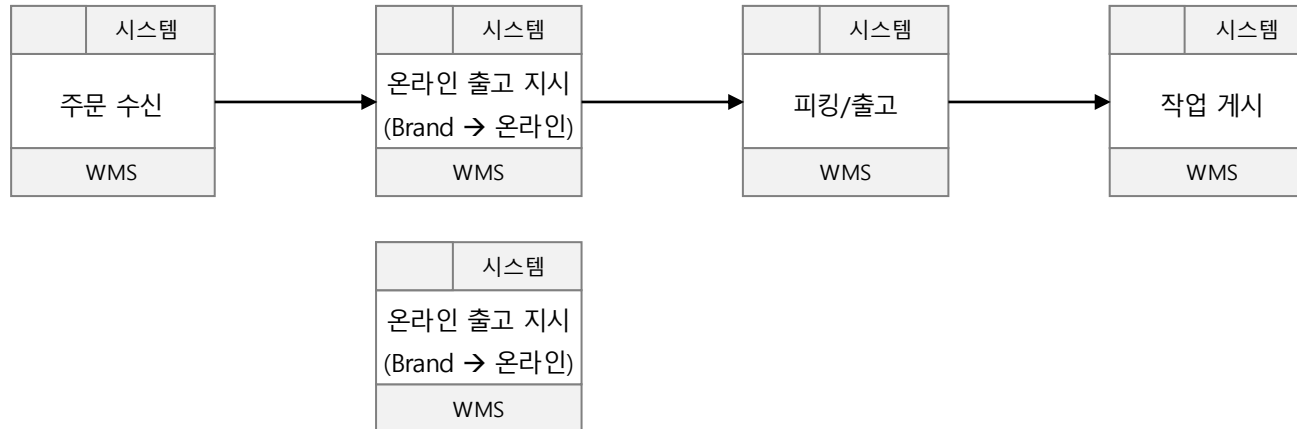 시스템
주문 수신
WMS
시스템
온라인 출고 지시
(Brand → 온라인)
WMS
시스템
피킹/출고
WMS
시스템
작업 게시
WMS
시스템
온라인 출고 지시
(Brand → 온라인)
WMS